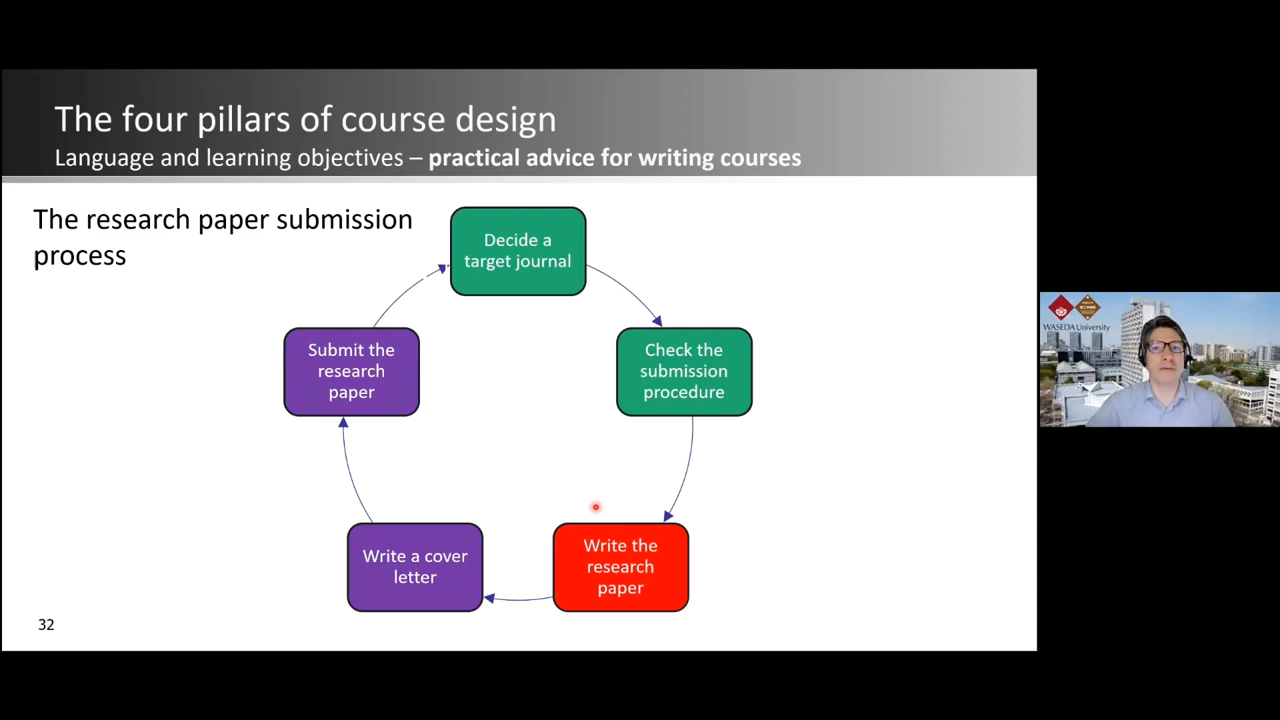 The four pillars of course design
Language and learning objectives – practical advice for writing courses
The research paper submission
process
Decide a
target journal
Check the
submission
procedure
Write the
research
paper
Write a cover
letter
Submit the
research
paper
32
WASEDA University